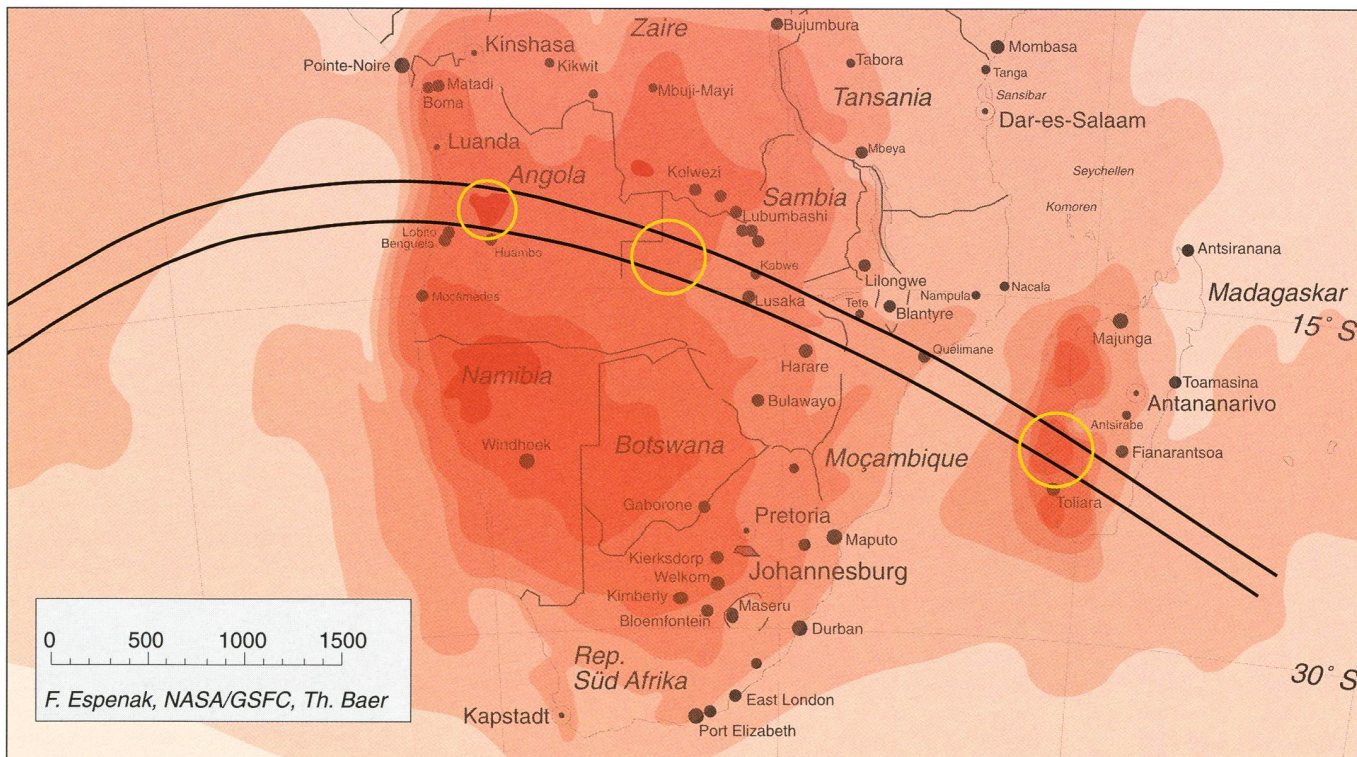 Zaire
Bujumbura
Kinshasa
Mombasa
Pointe-Noire
Kikwit
Tabora
Tanga
Matadi
Mbuji-Mayi
Tansania
Sansibar
Boma
Dar-es-Salaam
Luanda
Mbeya
Angola
Kolwezi
Seychellen
Sambia
Komoren
Lubumbashi
Lobito
Benguela
Huambo
Antsiranana
Kabwe
Lilongwe
Moçâmedes
Lusaka
Nampula
Nacala
Madagaskar
Tete
Blantyre
15° S
Majunga
Harare
Quelimane
Namibia
Toamasina
Bulawayo
Antananarivo
Antsirabe
Windhoek
Botswana
Moçambique
Fianarantsoa
Gaborone
Toliara
Pretoria
Maputo
Kierksdorp
Johannesburg
Welkom
Kimberly
Maseru
Bloemfontein
Durban
0 500 1000 1500
Rep.
Süd Afrika
30° S
F. Espenak, NASA/GSFC, Th. Baer
East London
Kapstadt
Port Elizabeth